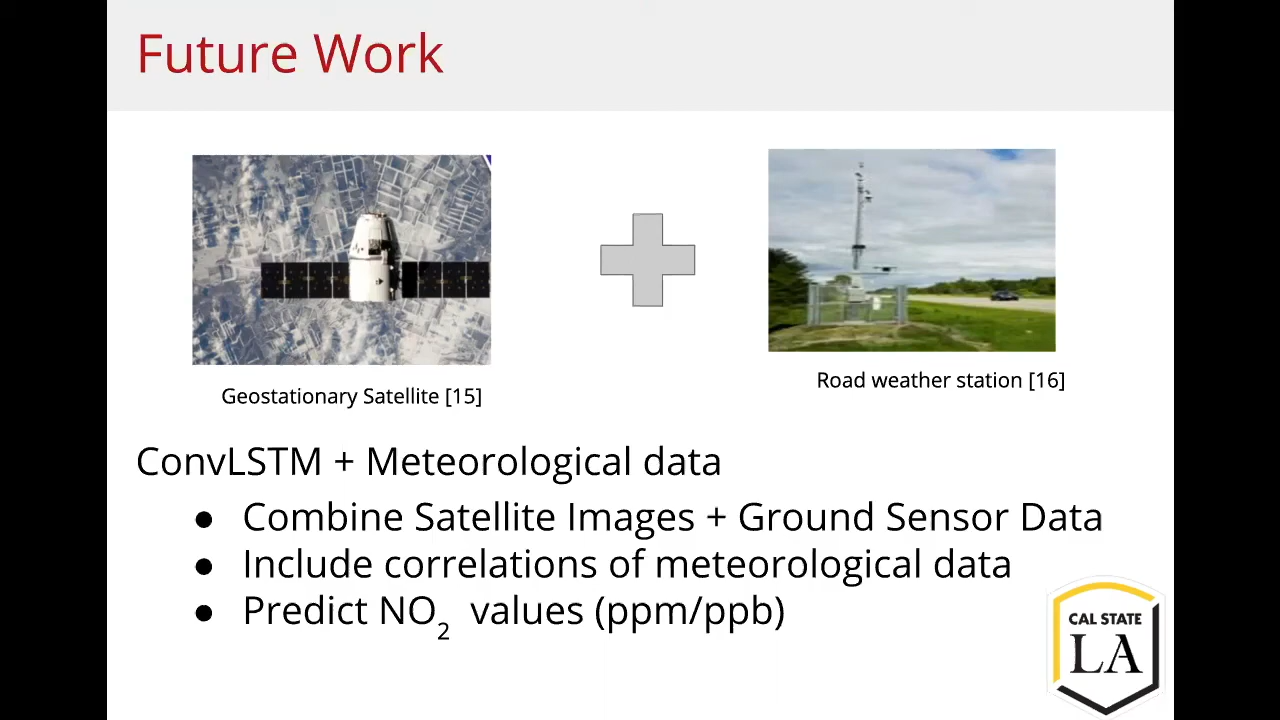 Future Work
Geostationary Satellite [15]
Road weather station [16]
ConvLSTM + Meteorological data
● Combine Satellite Images + Ground Sensor Data
● Include correlations of meteorological data
● Predict NO₂ values (ppm/ppb)
CAL STATE
LA